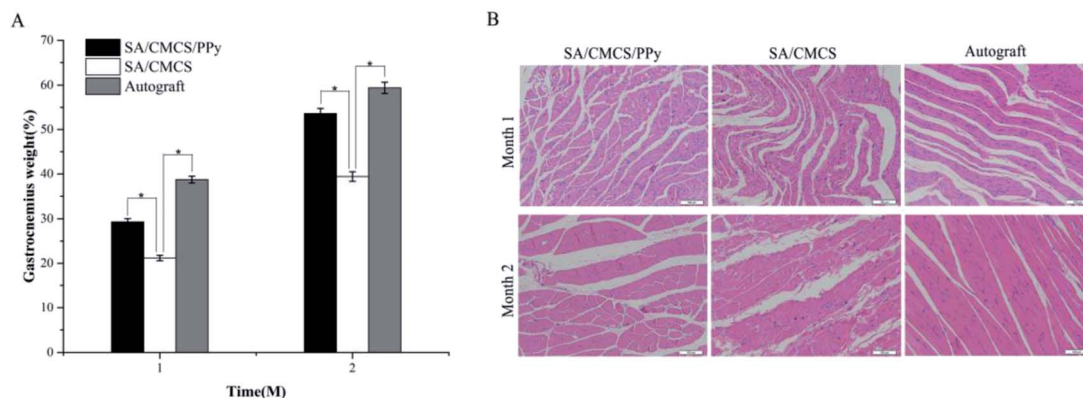 A
Gastrocnemius weight(%)
70
60
50
40
30
20
10
0
SA/CMCS/PPy
SA/CMCS
Autograft
*
*
*
*
1
2
Time(M)
B
SA/CMCS/PPy
SA/CMCS
Autograft
Month 1
Month 2